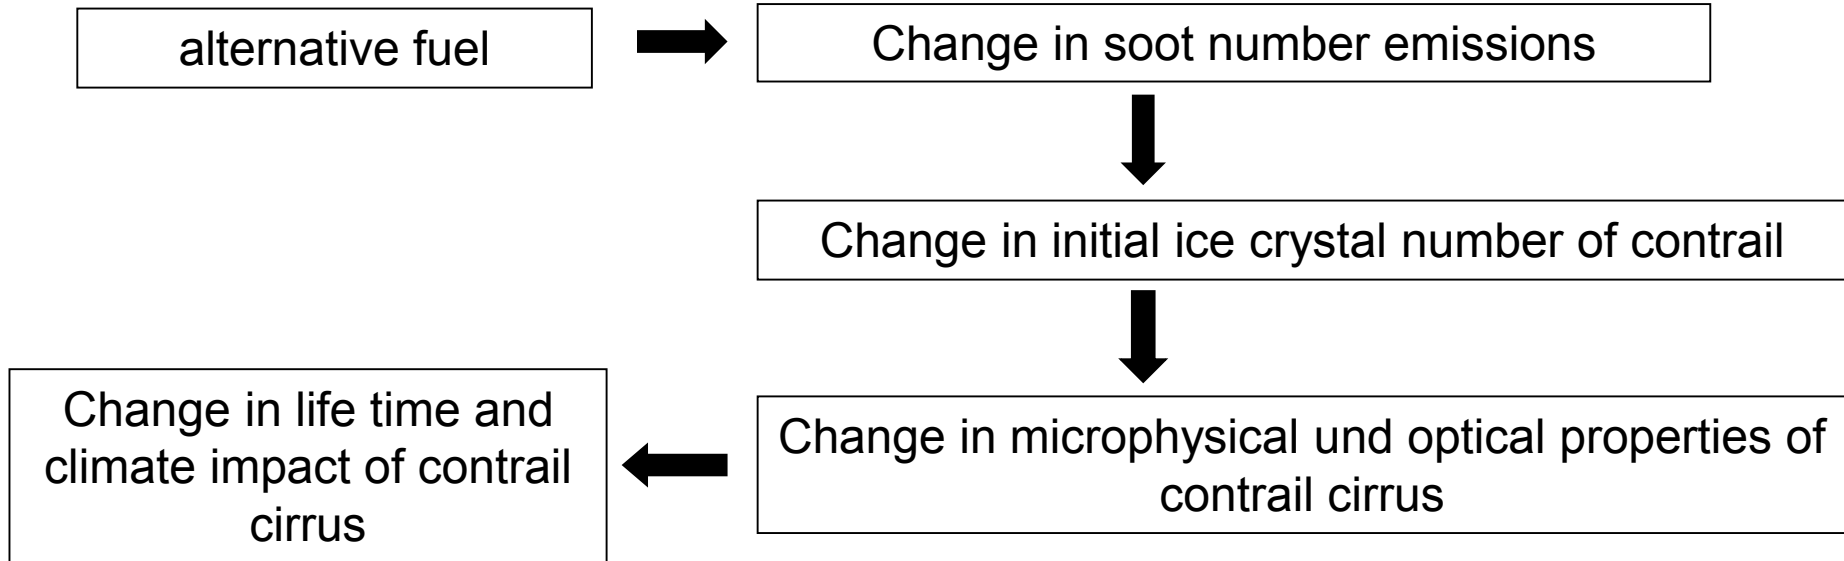 alternative fuel
Change in soot number emissions
Change in initial ice crystal number of contrail
Change in microphysical und optical properties of
contrail cirrus
Change in life time and
climate impact of contrail
cirrus